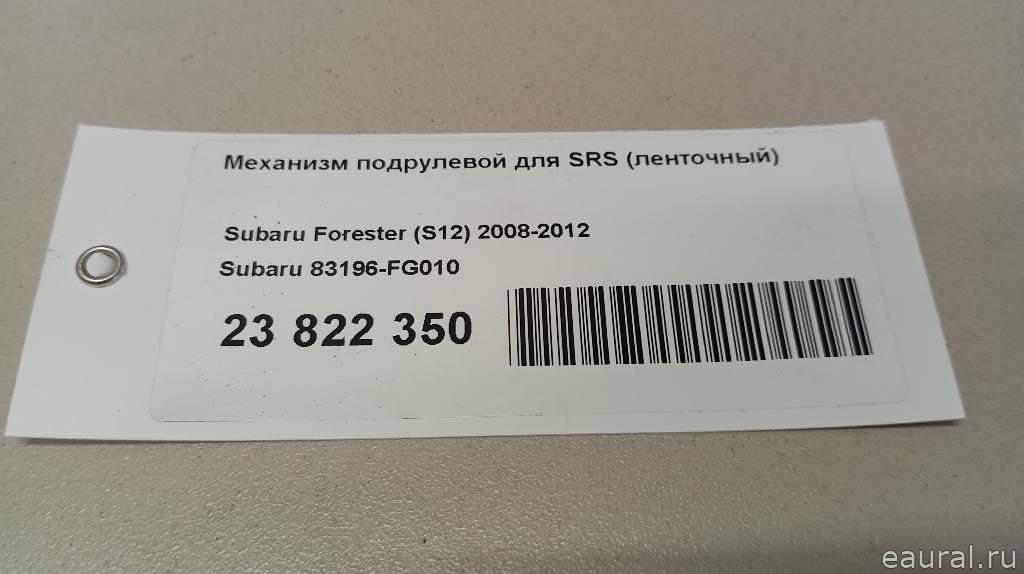 Механизм подрулевой для SRS (ленточный)
Subaru Forester (S12) 2008-2012
Subaru 83196-FG010
23 822 350
eaural.ru